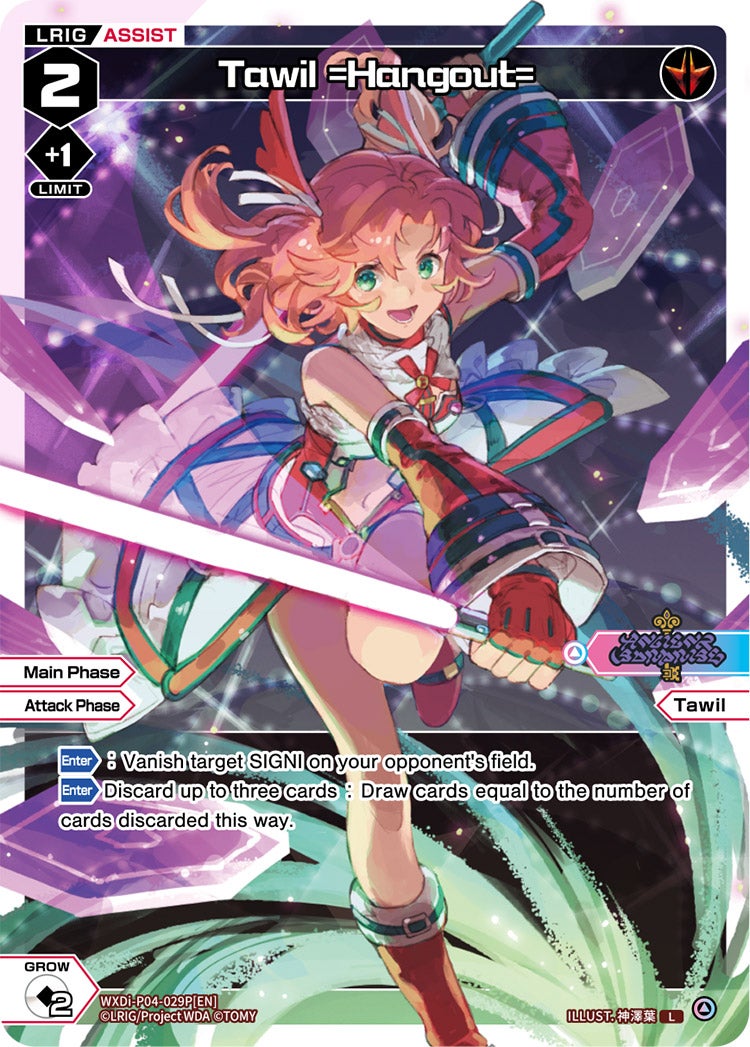 LRIG ASSIST
2
Tawil =Hangout=
+1
LIMIT
Main Phase
Attack Phase
Tawil
Enter : Vanish target SIGNI on your opponent's field.
Enter Discard up to three cards : Draw cards equal to the number of
cards discarded this way.
GROW
2
WXDi-P04-029P[EN]
©LRIG/ProjectWDA ©TOMY
ILLUST. 神澤葉 L